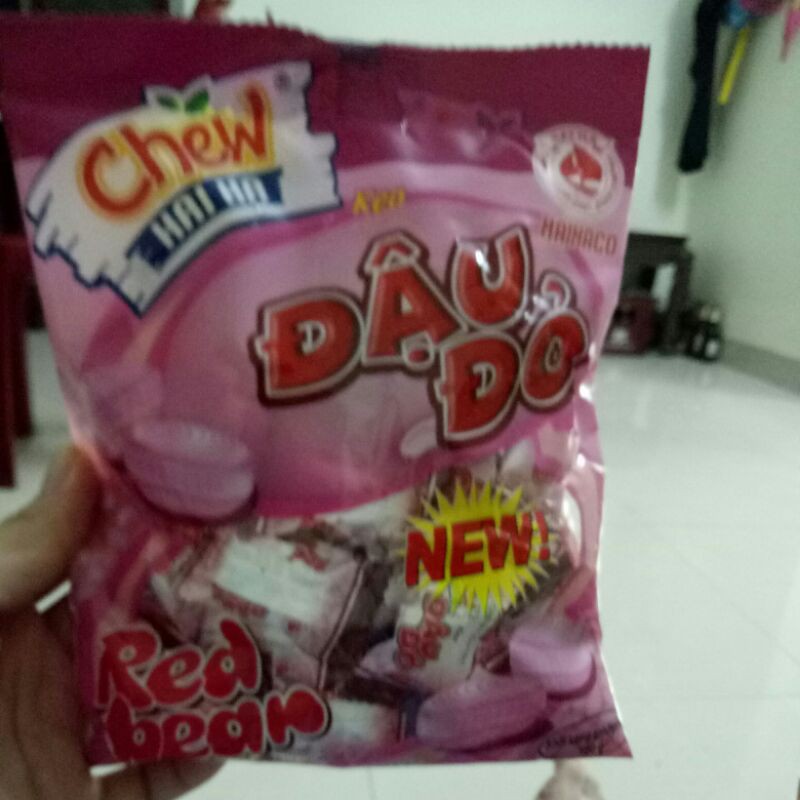 Chew
HAI HA
Kẹo
HAIHACO
ĐẬU
ĐỎ
NEW!
Red
bean